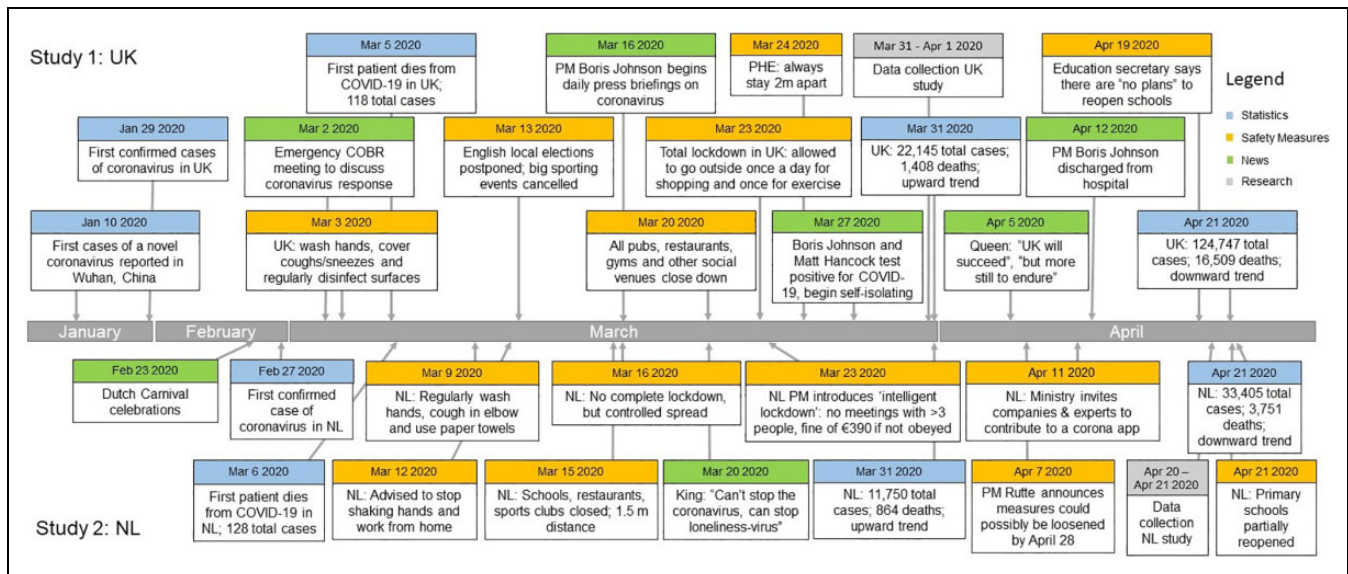 Study 1: UK
Mar 5 2020
First patient dies from
COVID-19 in UK;
118 total cases
Mar 16 2020
PM Boris Johnson begins
daily press briefings on
coronavirus
Mar 24 2020
PHE: always
stay 2m apart
Mar 31 - Apr 1 2020
Data collection UK
study
Apr 19 2020
Education secretary says
there are “no plans” to
reopen schools
Legend
Statistics
Safety Measures
News
Research
Jan 29 2020
First confirmed cases
of coronavirus in UK
Mar 2 2020
Emergency COBR
meeting to discuss
coronavirus response
Mar 13 2020
English local elections
postponed; big sporting
events cancelled
Mar 23 2020
Total lockdown in UK: allowed
to go outside once a day for
shopping and once for exercise
Mar 31 2020
UK: 22,145 total cases;
1,408 deaths;
upward trend
Apr 12 2020
PM Boris Johnson
discharged from
hospital
Jan 10 2020
First cases of a novel
coronavirus reported in
Wuhan, China
Mar 3 2020
UK: wash hands, cover
coughs/sneezes and
regularly disinfect surfaces
Mar 20 2020
All pubs, restaurants,
gyms and other social
venues close down
Mar 27 2020
Boris Johnson and
Matt Hancock test
positive for COVID-
19, begin self-isolating
Apr 5 2020
Queen: “UK will
succeed”, “but more
still to endure”
Apr 21 2020
UK: 124,747 total
cases; 16,509 deaths;
downward trend
January
February
March
April
Feb 23 2020
Dutch Carnival
celebrations
Feb 27 2020
First confirmed
case of
coronavirus in NL
Mar 9 2020
NL: Regularly wash
hands, cough in elbow
and use paper towels
Mar 16 2020
NL: No complete lockdown,
but controlled spread
Mar 23 2020
NL PM introduces ‘intelligent
lockdown’: no meetings with >3
people, fine of €390 if not obeyed
Apr 11 2020
NL: Ministry invites
companies & experts to
contribute to a corona app
Apr 21 2020
NL: 33,405 total
cases; 3,751
deaths;
downward trend
Mar 6 2020
First patient dies
from COVID-19 in
NL; 128 total cases
Mar 12 2020
NL: Advised to stop
shaking hands and
work from home
Mar 15 2020
NL: Schools, restaurants,
sports clubs closed; 1.5 m
distance
Mar 20 2020
King: “Can’t stop the
coronavirus, can stop
loneliness-virus”
Mar 31 2020
NL: 11,750 total
cases; 864 deaths;
upward trend
Apr 7 2020
PM Rutte announces
measures could
possibly be loosened
by April 28
Apr 20 –
Apr 21 2020
Data
collection
NL study
Apr 21 2020
NL: Primary
schools
partially
reopened
Study 2: NL